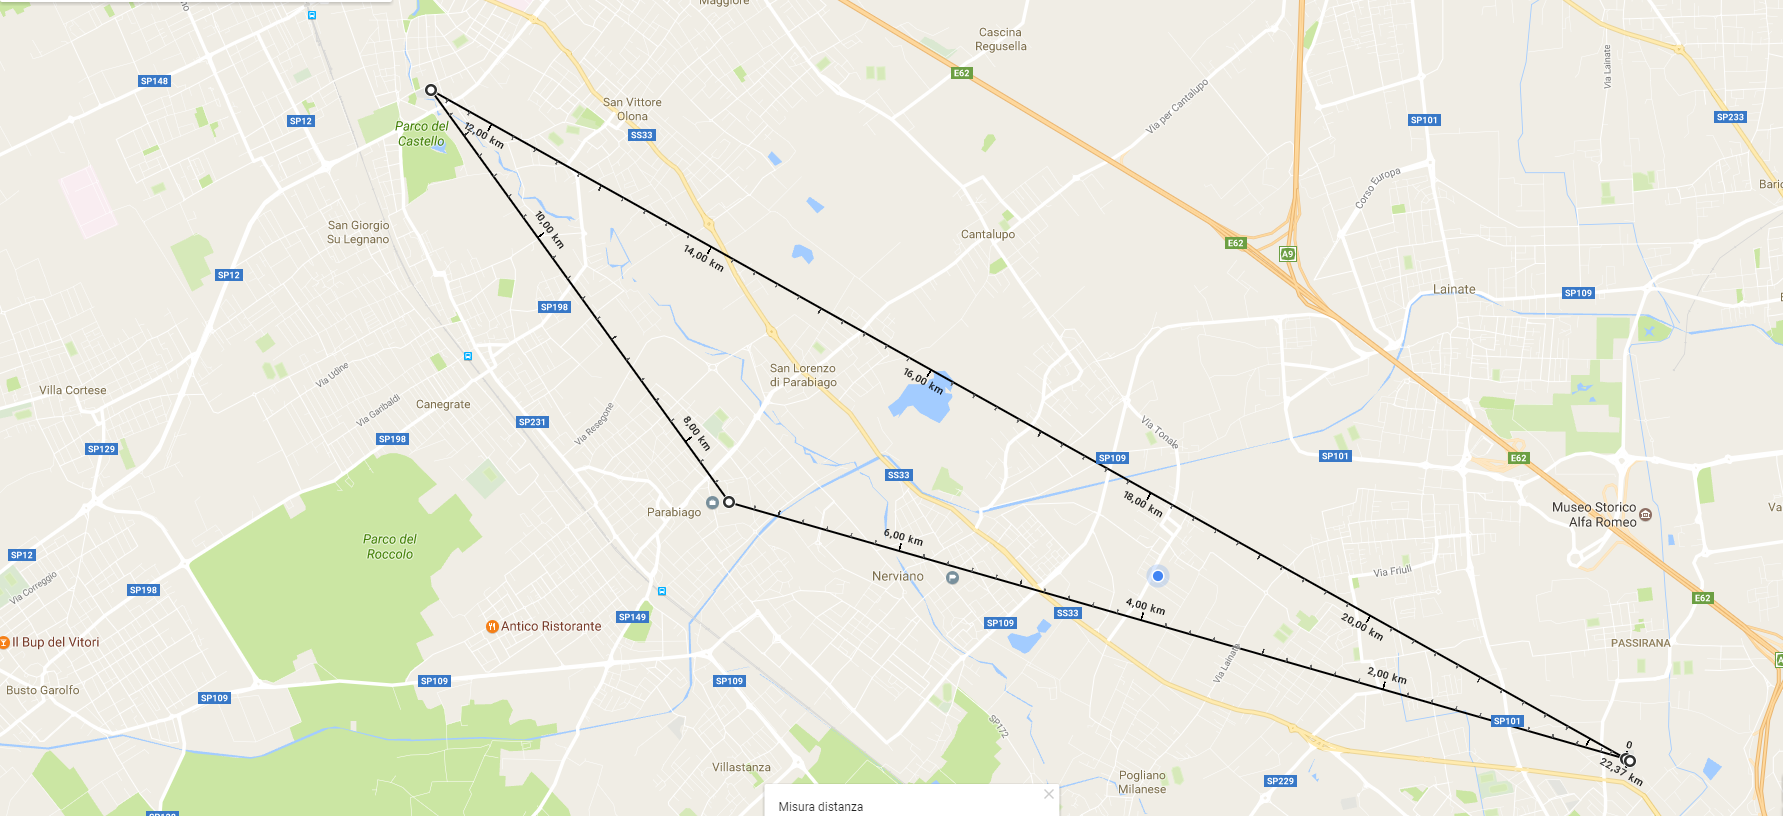 Maggiore
Cascina
Regusella
E62
SP148
San Vittore
Olona
SS33
SP12
Parco del
Castello
12,00 km
Via per Cantalupo
Via Lainate
SP101
SP233
Corso Europa
San Giorgio
Su Legnano
10,00 km
14,00 km
Cantalupo
E62
A9
SP12
SP198
Lainate
SP109
Via Udine
San Lorenzo
di Parabiago
16,00 km
Villa Cortese
Via Garibaldi
Canegrate
SP231
Via Resegone
8,00 km
Via Tonale
SP129
SP198
SS33
SP109
SP101
E62
18,00 km
Museo Storico
Alfa Romeo
Parabiago
6,00 km
Parco del
Roccolo
SP12
Via Correggio
SP198
Nerviano
Via Friuli
E62
SP149
4,00 km
SS33
SP109
20,00 km
Antico Ristorante
Il Bup del Vitori
PASSIRANA
Via Lainate
2,00 km
Busto Garolfo
SP109
SP109
SP109
SP172
SP101
0
22,37 km
Villastanza
Pogliano
Milanese
SP229
Misura distanza